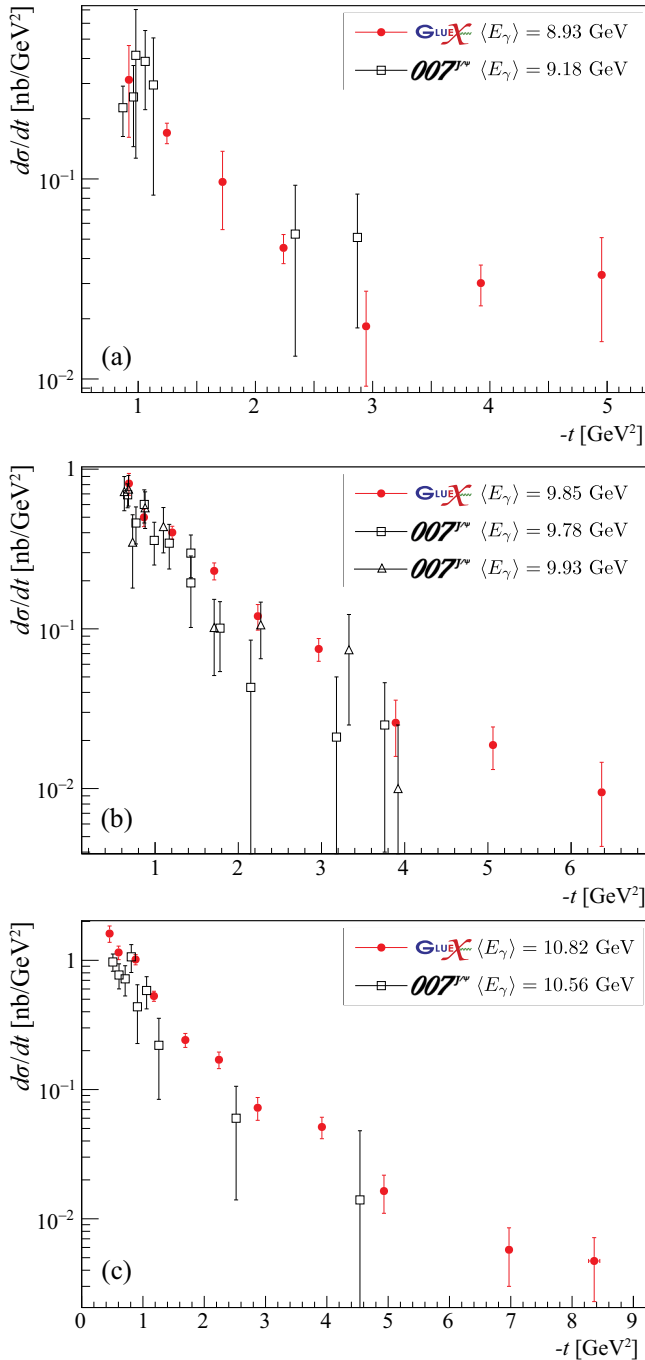 dσ/dt [nb/GeV²]
GLUEX ⟨Eγ⟩ = 8.93 GeV
007 J/ψ ⟨Eγ⟩ = 9.18 GeV
10⁻¹
10⁻²
(a)
1 2 3 4 5
-t [GeV²]
dσ/dt [nb/GeV²]
GLUEX ⟨Eγ⟩ = 9.85 GeV
007 J/ψ ⟨Eγ⟩ = 9.78 GeV
007 J/ψ ⟨Eγ⟩ = 9.93 GeV
1
10⁻¹
10⁻²
(b)
1 2 3 4 5 6
-t [GeV²]
dσ/dt [nb/GeV²]
GLUEX ⟨Eγ⟩ = 10.82 GeV
007 J/ψ ⟨Eγ⟩ = 10.56 GeV
1
10⁻¹
10⁻²
(c)
0 1 2 3 4 5 6 7 8 9
-t [GeV²]